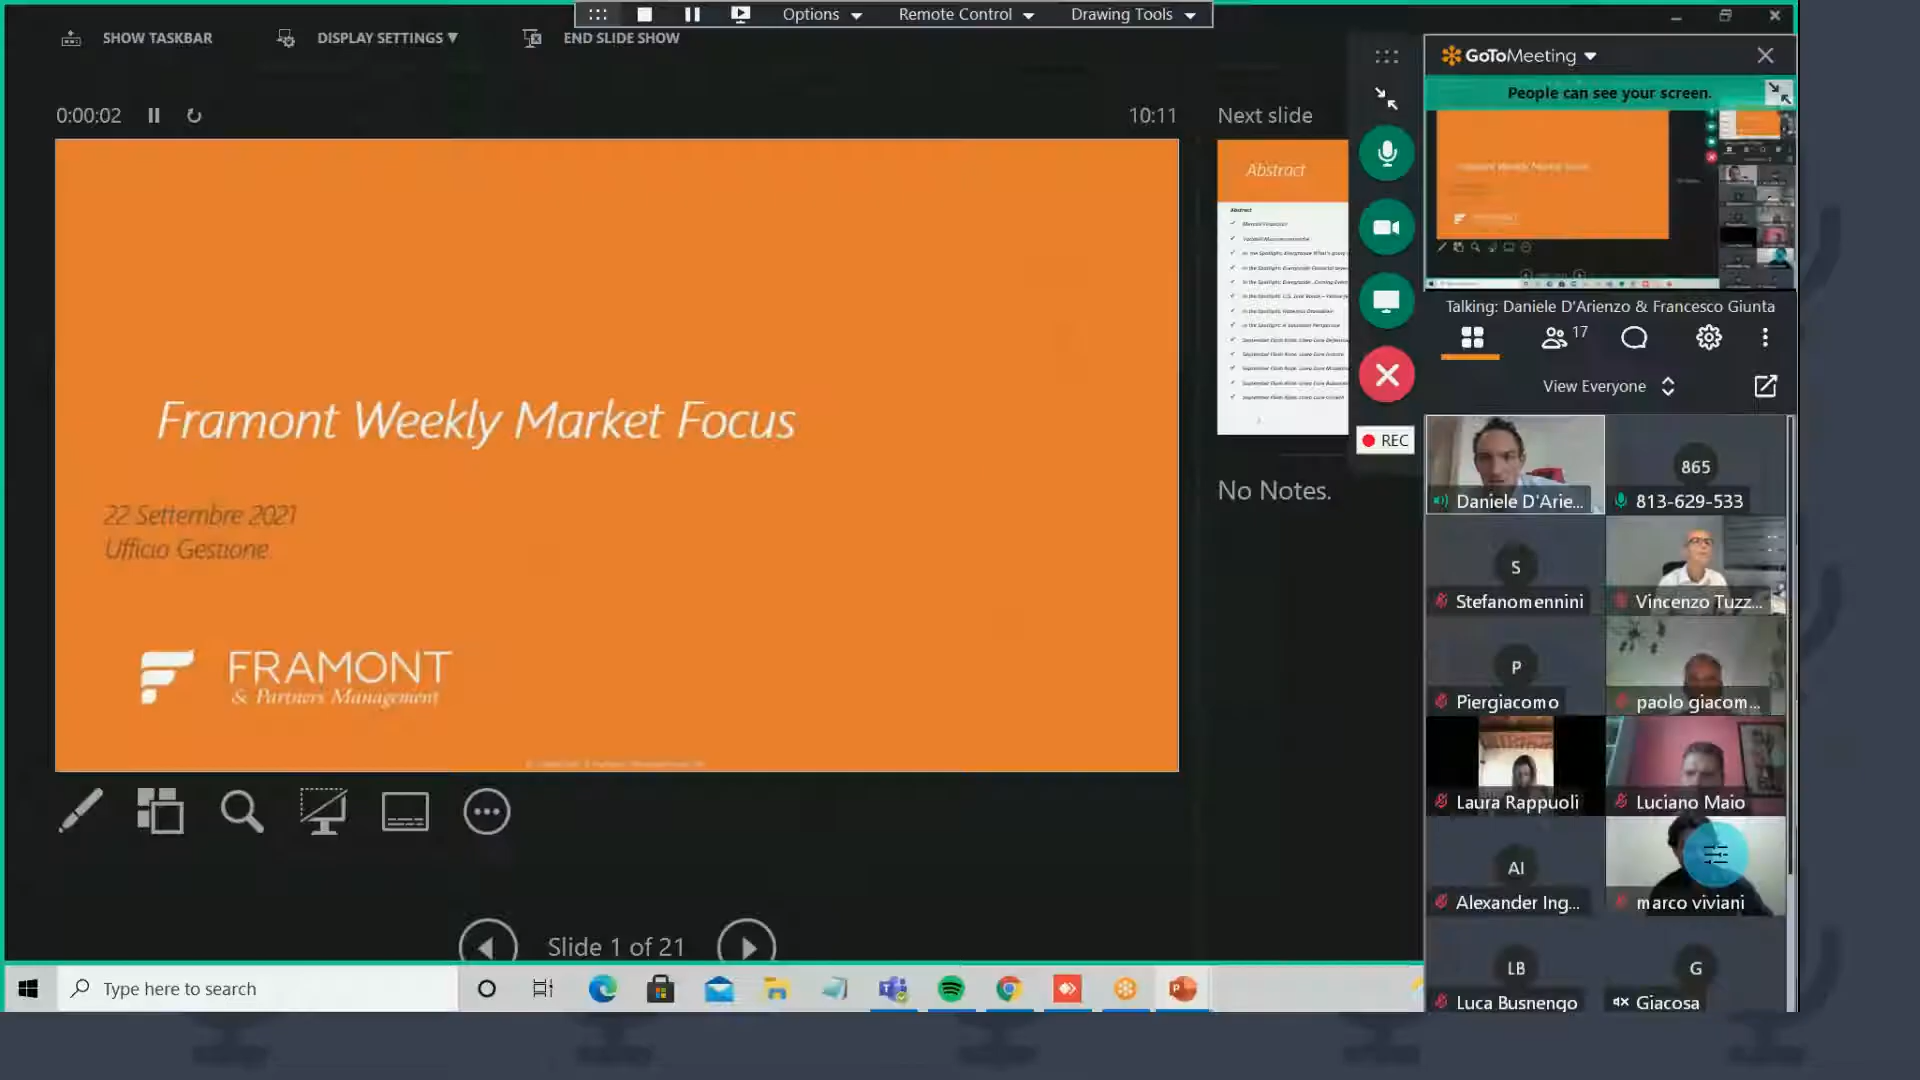 Options
Remote Control
Drawing Tools
SHOW TASKBAR
DISPLAY SETTINGS
END SLIDE SHOW
GoToMeeting
People can see your screen.
0:00:02
10:11
Next slide
Framont Weekly Market Focus
22 Settembre 2021
Ufficio Gestione
FRAMONT
& Partners Management
Abstract
Abstract
No Notes.
REC
Talking: Daniele D'Arienzo & Francesco Giunta
17
View Everyone
Daniele D'Arie...
865
813-629-533
S
Stefanomennini
Vincenzo Tuzz...
P
Piergiacomo
paolo giacom...
Laura Rappuoli
Luciano Maio
AI
Alexander Ing...
marco viviani
LB
Luca Busnengo
G
Giacosa
Slide 1 of 21
Type here to search